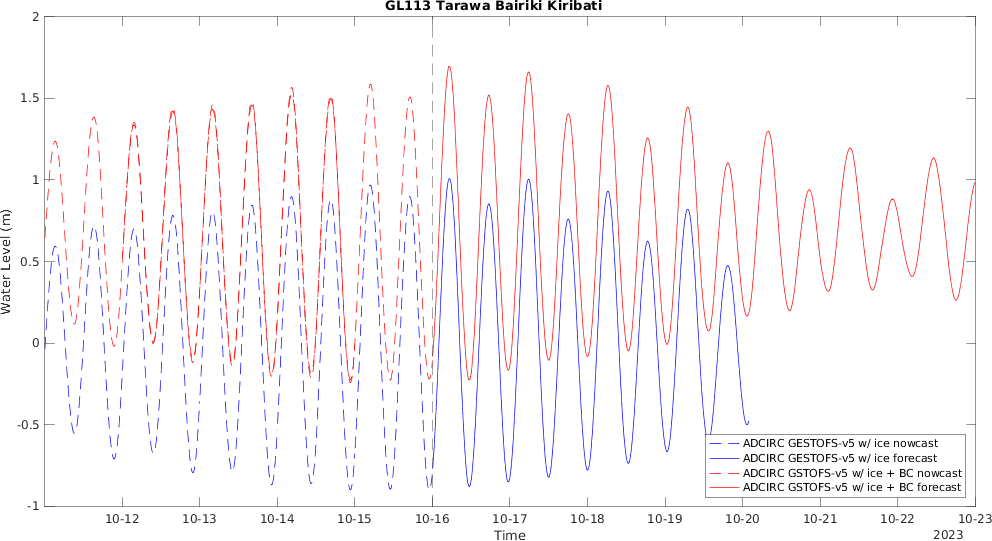 GL113 Tarawa Bairiki Kiribati
Water Level (m)
2
1.5
1
0.5
0
-0.5
-1
ADCIRC GESTOFS-v5 w/ ice nowcast
ADCIRC GESTOFS-v5 w/ ice forecast
ADCIRC GSTOFS-v5 w/ ice + BC nowcast
ADCIRC GSTOFS-v5 w/ ice + BC forecast
10-12 10-13 10-14 10-15 10-16 10-17 10-18 10-19 10-20 10-21 10-22 10-23
Time
2023